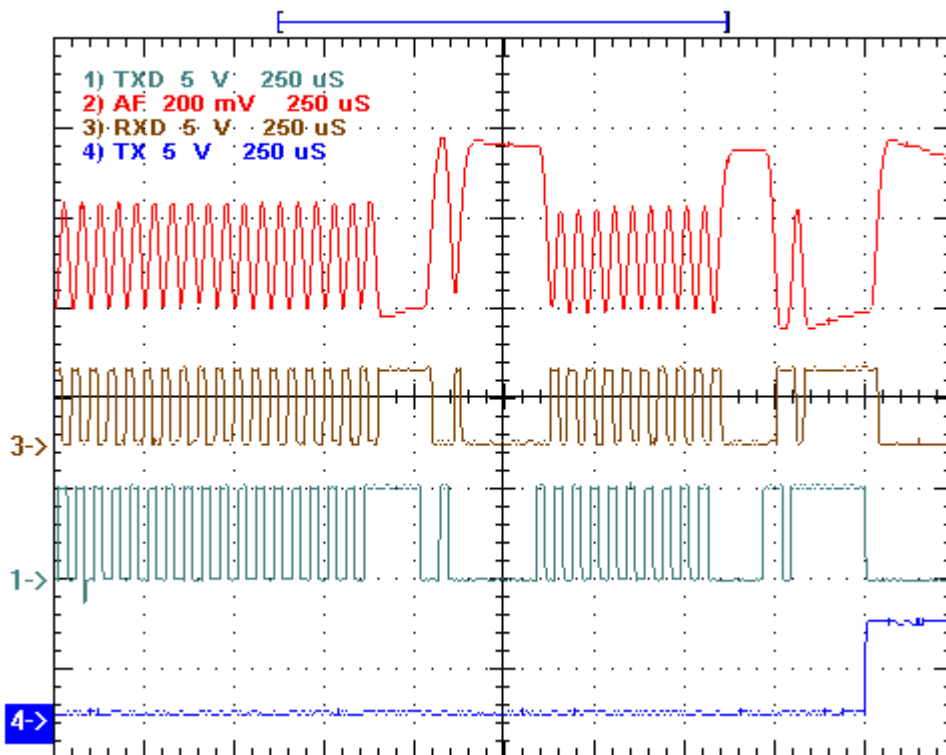 1) TXD 5 V 250 uS
2) AF 200 mV 250 uS
3) RXD 5 V 250 uS
4) TX 5 V 250 uS
3->
1->
4->